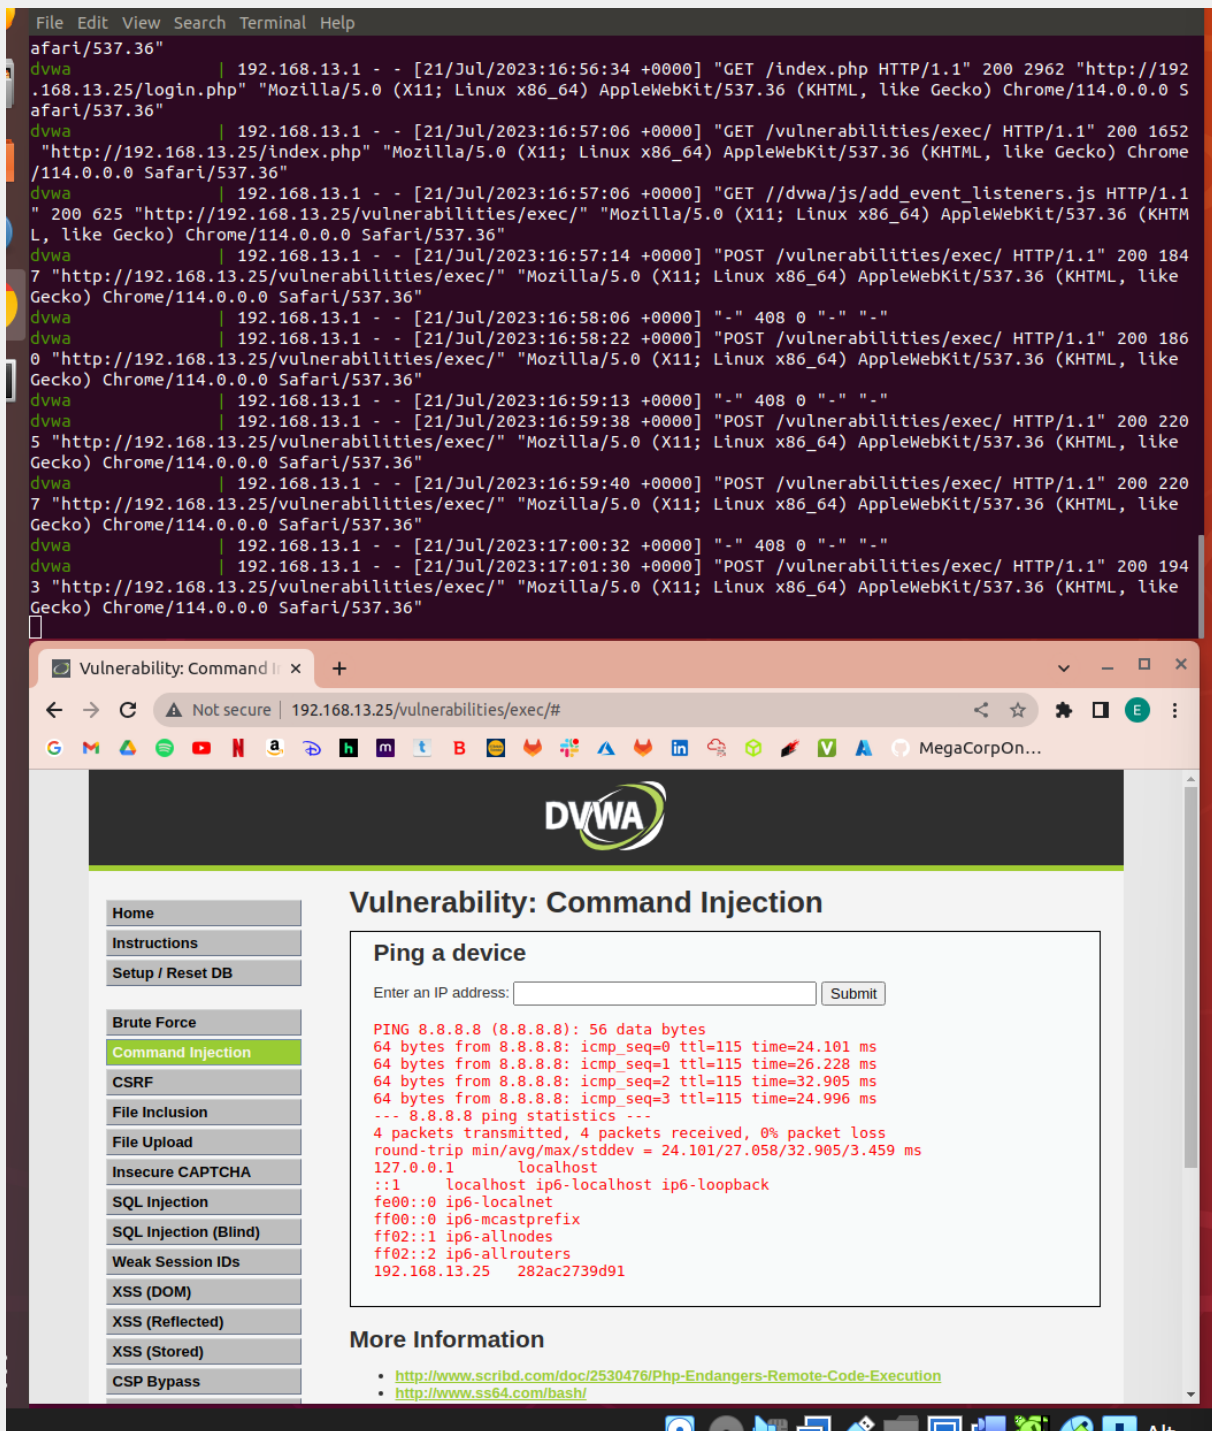 File Edit View Search Terminal Help
afari/537.36"
dvwa | 192.168.13.1 - - [21/Jul/2023:16:56:34 +0000] "GET /index.php HTTP/1.1" 200 2962 "http://192
.168.13.25/login.php" "Mozilla/5.0 (X11; Linux x86_64) AppleWebKit/537.36 (KHTML, like Gecko) Chrome/114.0.0.0 S
afari/537.36"
dvwa | 192.168.13.1 - - [21/Jul/2023:16:57:06 +0000] "GET /vulnerabilities/exec/ HTTP/1.1" 200 1652
"http://192.168.13.25/index.php" "Mozilla/5.0 (X11; Linux x86_64) AppleWebKit/537.36 (KHTML, like Gecko) Chrome
/114.0.0.0 Safari/537.36"
dvwa | 192.168.13.1 - - [21/Jul/2023:16:57:06 +0000] "GET //dvwa/js/add_event_listeners.js HTTP/1.1
" 200 625 "http://192.168.13.25/vulnerabilities/exec/" "Mozilla/5.0 (X11; Linux x86_64) AppleWebKit/537.36 (KHTM
L, like Gecko) Chrome/114.0.0.0 Safari/537.36"
dvwa | 192.168.13.1 - - [21/Jul/2023:16:57:14 +0000] "POST /vulnerabilities/exec/ HTTP/1.1" 200 184
7 "http://192.168.13.25/vulnerabilities/exec/" "Mozilla/5.0 (X11; Linux x86_64) AppleWebKit/537.36 (KHTML, like
Gecko) Chrome/114.0.0.0 Safari/537.36"
dvwa | 192.168.13.1 - - [21/Jul/2023:16:58:06 +0000] "-" 408 0 "-" "-"
dvwa | 192.168.13.1 - - [21/Jul/2023:16:58:22 +0000] "POST /vulnerabilities/exec/ HTTP/1.1" 200 186
0 "http://192.168.13.25/vulnerabilities/exec/" "Mozilla/5.0 (X11; Linux x86_64) AppleWebKit/537.36 (KHTML, like
Gecko) Chrome/114.0.0.0 Safari/537.36"
dvwa | 192.168.13.1 - - [21/Jul/2023:16:59:13 +0000] "-" 408 0 "-" "-"
dvwa | 192.168.13.1 - - [21/Jul/2023:16:59:38 +0000] "POST /vulnerabilities/exec/ HTTP/1.1" 200 220
5 "http://192.168.13.25/vulnerabilities/exec/" "Mozilla/5.0 (X11; Linux x86_64) AppleWebKit/537.36 (KHTML, like
Gecko) Chrome/114.0.0.0 Safari/537.36"
dvwa | 192.168.13.1 - - [21/Jul/2023:16:59:40 +0000] "POST /vulnerabilities/exec/ HTTP/1.1" 200 220
7 "http://192.168.13.25/vulnerabilities/exec/" "Mozilla/5.0 (X11; Linux x86_64) AppleWebKit/537.36 (KHTML, like
Gecko) Chrome/114.0.0.0 Safari/537.36"
dvwa | 192.168.13.1 - - [21/Jul/2023:17:00:32 +0000] "-" 408 0 "-" "-"
dvwa | 192.168.13.1 - - [21/Jul/2023:17:01:30 +0000] "POST /vulnerabilities/exec/ HTTP/1.1" 200 194
3 "http://192.168.13.25/vulnerabilities/exec/" "Mozilla/5.0 (X11; Linux x86_64) AppleWebKit/537.36 (KHTML, like
Gecko) Chrome/114.0.0.0 Safari/537.36"
Vulnerability: Command I
Not secure | 192.168.13.25/vulnerabilities/exec/#
E
MegaCorpOn...
DVWA
Home
Instructions
Setup / Reset DB
Brute Force
Command Injection
CSRF
File Inclusion
File Upload
Insecure CAPTCHA
SQL Injection
SQL Injection (Blind)
Weak Session IDs
XSS (DOM)
XSS (Reflected)
XSS (Stored)
CSP Bypass
Vulnerability: Command Injection
Ping a device
Enter an IP address: Submit
PING 8.8.8.8 (8.8.8.8): 56 data bytes
64 bytes from 8.8.8.8: icmp_seq=0 ttl=115 time=24.101 ms
64 bytes from 8.8.8.8: icmp_seq=1 ttl=115 time=26.228 ms
64 bytes from 8.8.8.8: icmp_seq=2 ttl=115 time=32.905 ms
64 bytes from 8.8.8.8: icmp_seq=3 ttl=115 time=24.996 ms
--- 8.8.8.8 ping statistics ---
4 packets transmitted, 4 packets received, 0% packet loss
round-trip min/avg/max/stddev = 24.101/27.058/32.905/3.459 ms
127.0.0.1 localhost
::1 localhost ip6-localhost ip6-loopback
fe00::0 ip6-localnet
ff00::0 ip6-mcastprefix
ff02::1 ip6-allnodes
ff02::2 ip6-allrouters
192.168.13.25 282ac2739d91
More Information
http://www.scribd.com/doc/2530476/Php-Endangers-Remote-Code-Execution
http://www.ss64.com/bash/